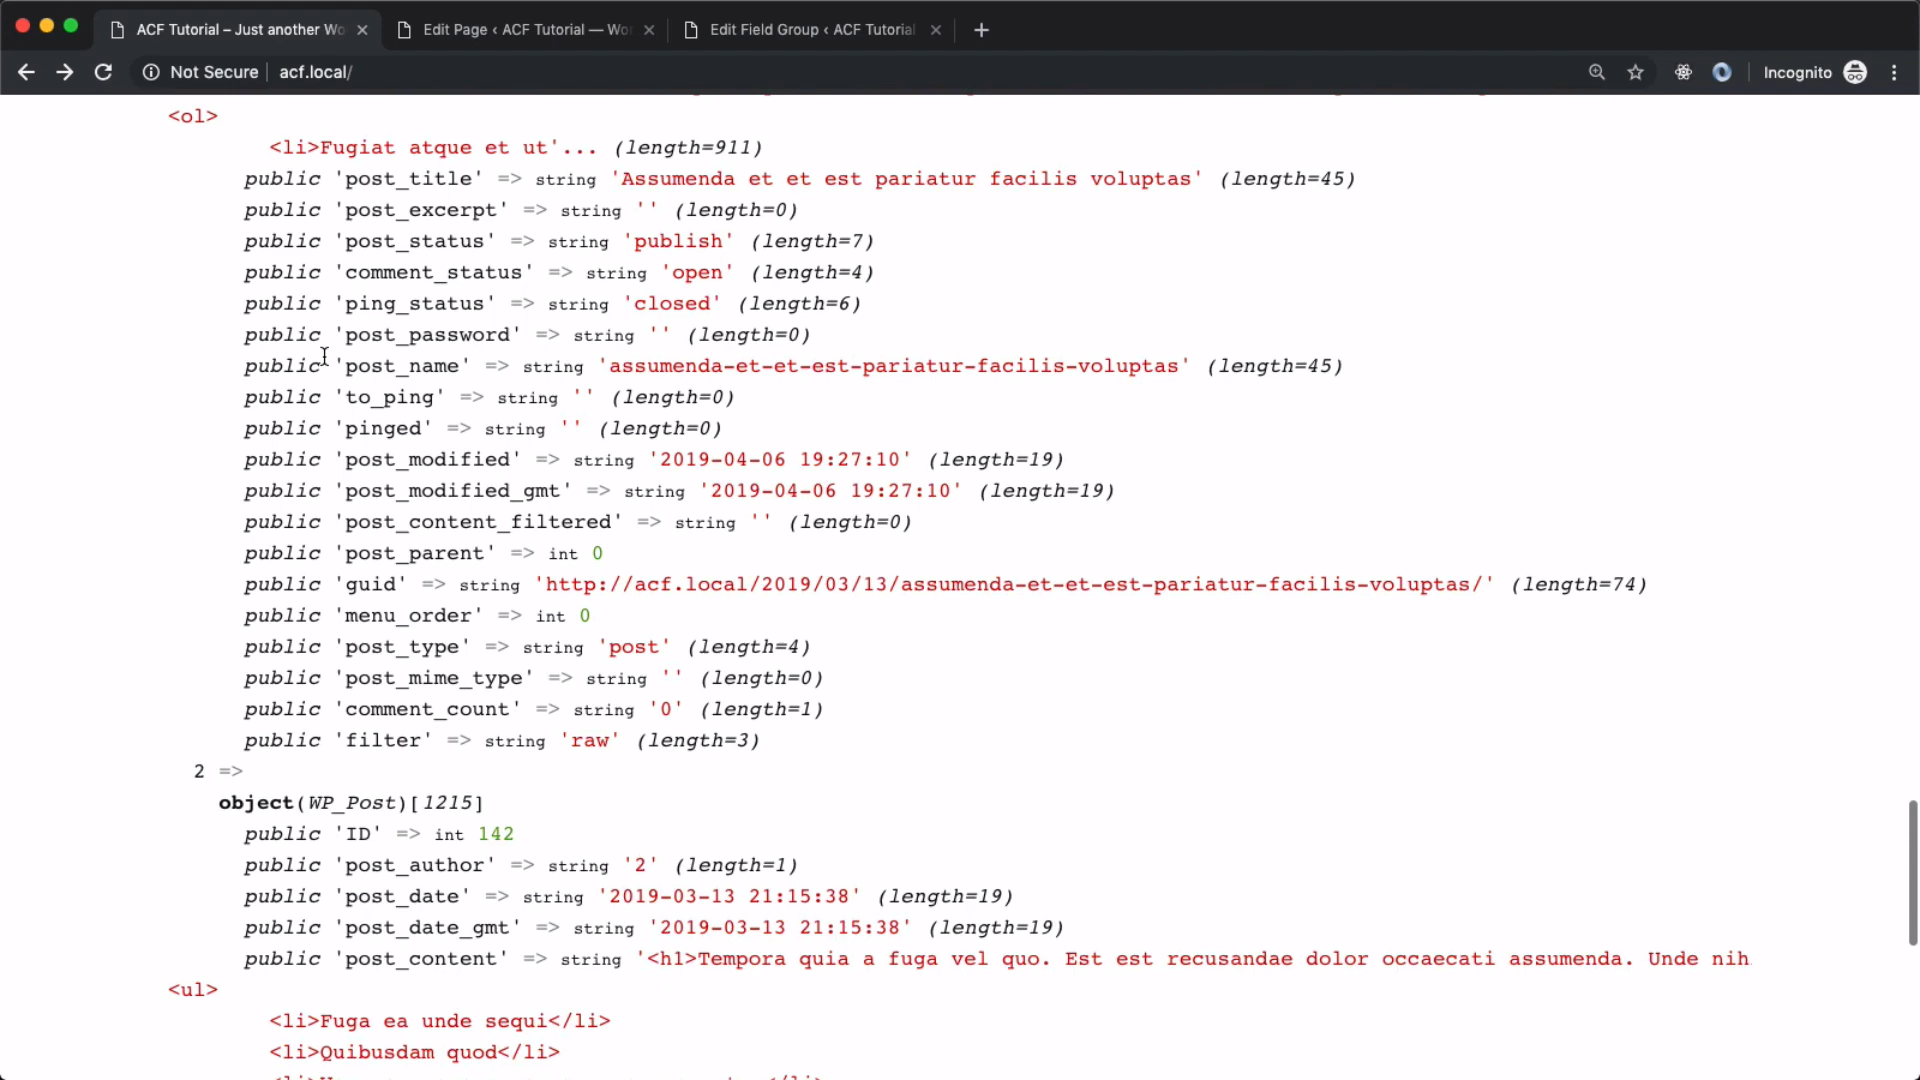 ACF Tutorial – Just another Wo
Edit Page ‹ ACF Tutorial — Wor
Edit Field Group ‹ ACF Tutorial
Not Secure | acf.local/
Incognito
<ol>
<li>Fugiat atque et ut'... (length=911)
public 'post_title' => string 'Assumenda et et est pariatur facilis voluptas' (length=45)
public 'post_excerpt' => string '' (length=0)
public 'post_status' => string 'publish' (length=7)
public 'comment_status' => string 'open' (length=4)
public 'ping_status' => string 'closed' (length=6)
public 'post_password' => string '' (length=0)
public 'post_name' => string 'assumenda-et-et-est-pariatur-facilis-voluptas' (length=45)
public 'to_ping' => string '' (length=0)
public 'pinged' => string '' (length=0)
public 'post_modified' => string '2019-04-06 19:27:10' (length=19)
public 'post_modified_gmt' => string '2019-04-06 19:27:10' (length=19)
public 'post_content_filtered' => string '' (length=0)
public 'post_parent' => int 0
public 'guid' => string 'http://acf.local/2019/03/13/assumenda-et-et-est-pariatur-facilis-voluptas/' (length=74)
public 'menu_order' => int 0
public 'post_type' => string 'post' (length=4)
public 'post_mime_type' => string '' (length=0)
public 'comment_count' => string '0' (length=1)
public 'filter' => string 'raw' (length=3)
2 =>
object(WP_Post)[1215]
public 'ID' => int 142
public 'post_author' => string '2' (length=1)
public 'post_date' => string '2019-03-13 21:15:38' (length=19)
public 'post_date_gmt' => string '2019-03-13 21:15:38' (length=19)
public 'post_content' => string '<h1>Tempora quia a fuga vel quo. Est est recusandae dolor occaecati assumenda. Unde nih
<ul>
<li>Fuga ea unde sequi</li>
<li>Quibusdam quod</li>